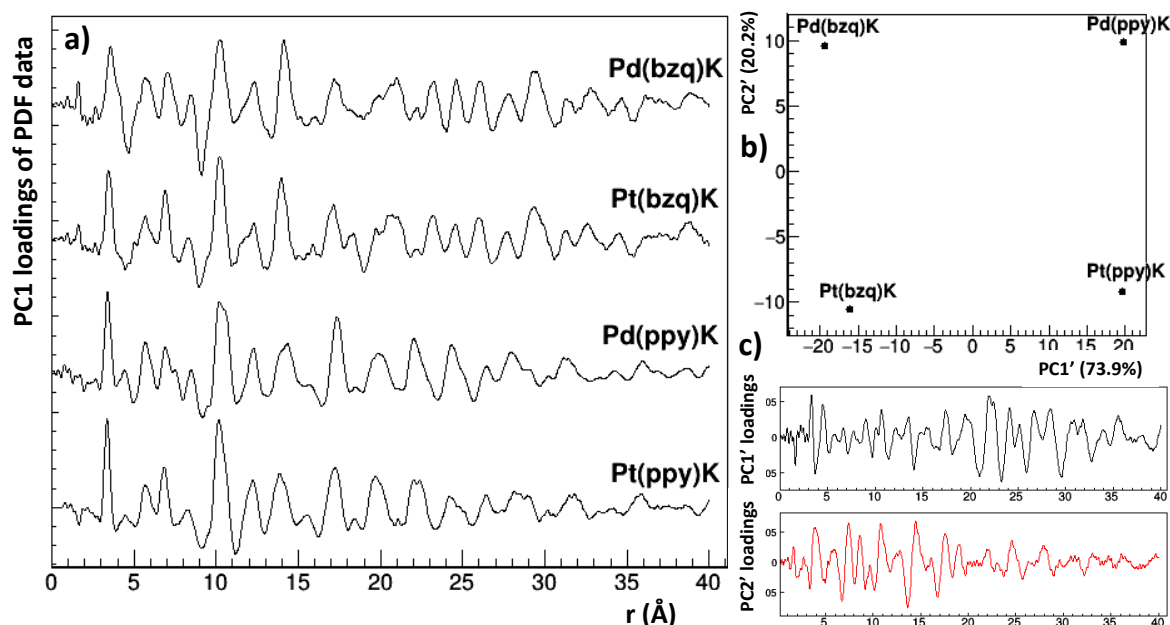 a)
PC1 loadings of PDF data
Pd(bzq)K
Pt(bzq)K
Pd(ppy)K
Pt(ppy)K
0 5 10 15 20 25 30 35 40
r (Å)
b)
PC2’ (20.2%)
10
5
0
−5
−10
Pd(bzq)K
Pd(ppy)K
Pt(bzq)K
Pt(ppy)K
−20 −15 −10 −5 0 5 10 15 20
PC1’ (73.9%)
c)
PC1’ loadings
05
0
05
0 5 10 15 20 25 30 35 40
PC2’ loadings
05
0
05
5 10 15 20 25 30 35 40